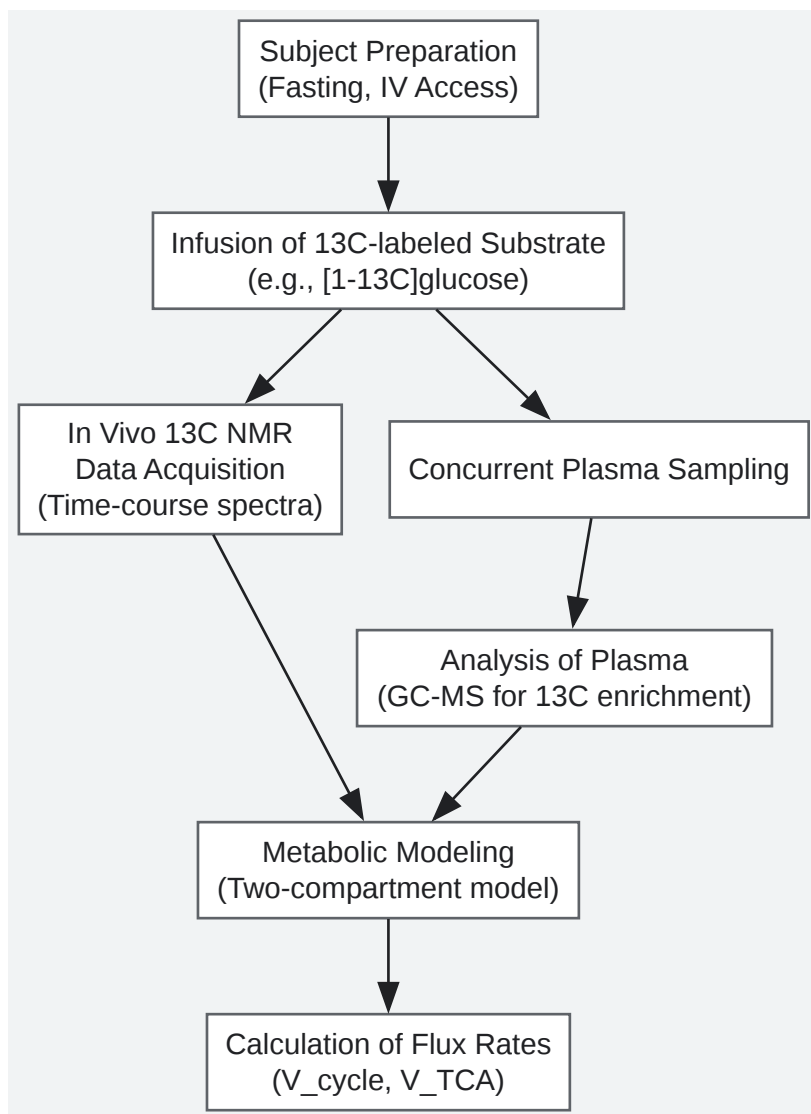 Subject Preparation
(Fasting, IV Access)
Infusion of 13C-labeled Substrate
(e.g., [1-13C]glucose)
In Vivo 13C NMR
Data Acquisition
(Time-course spectra)
Concurrent Plasma Sampling
Analysis of Plasma
(GC-MS for 13C enrichment)
Metabolic Modeling
(Two-compartment model)
Calculation of Flux Rates
(V_cycle, V_TCA)